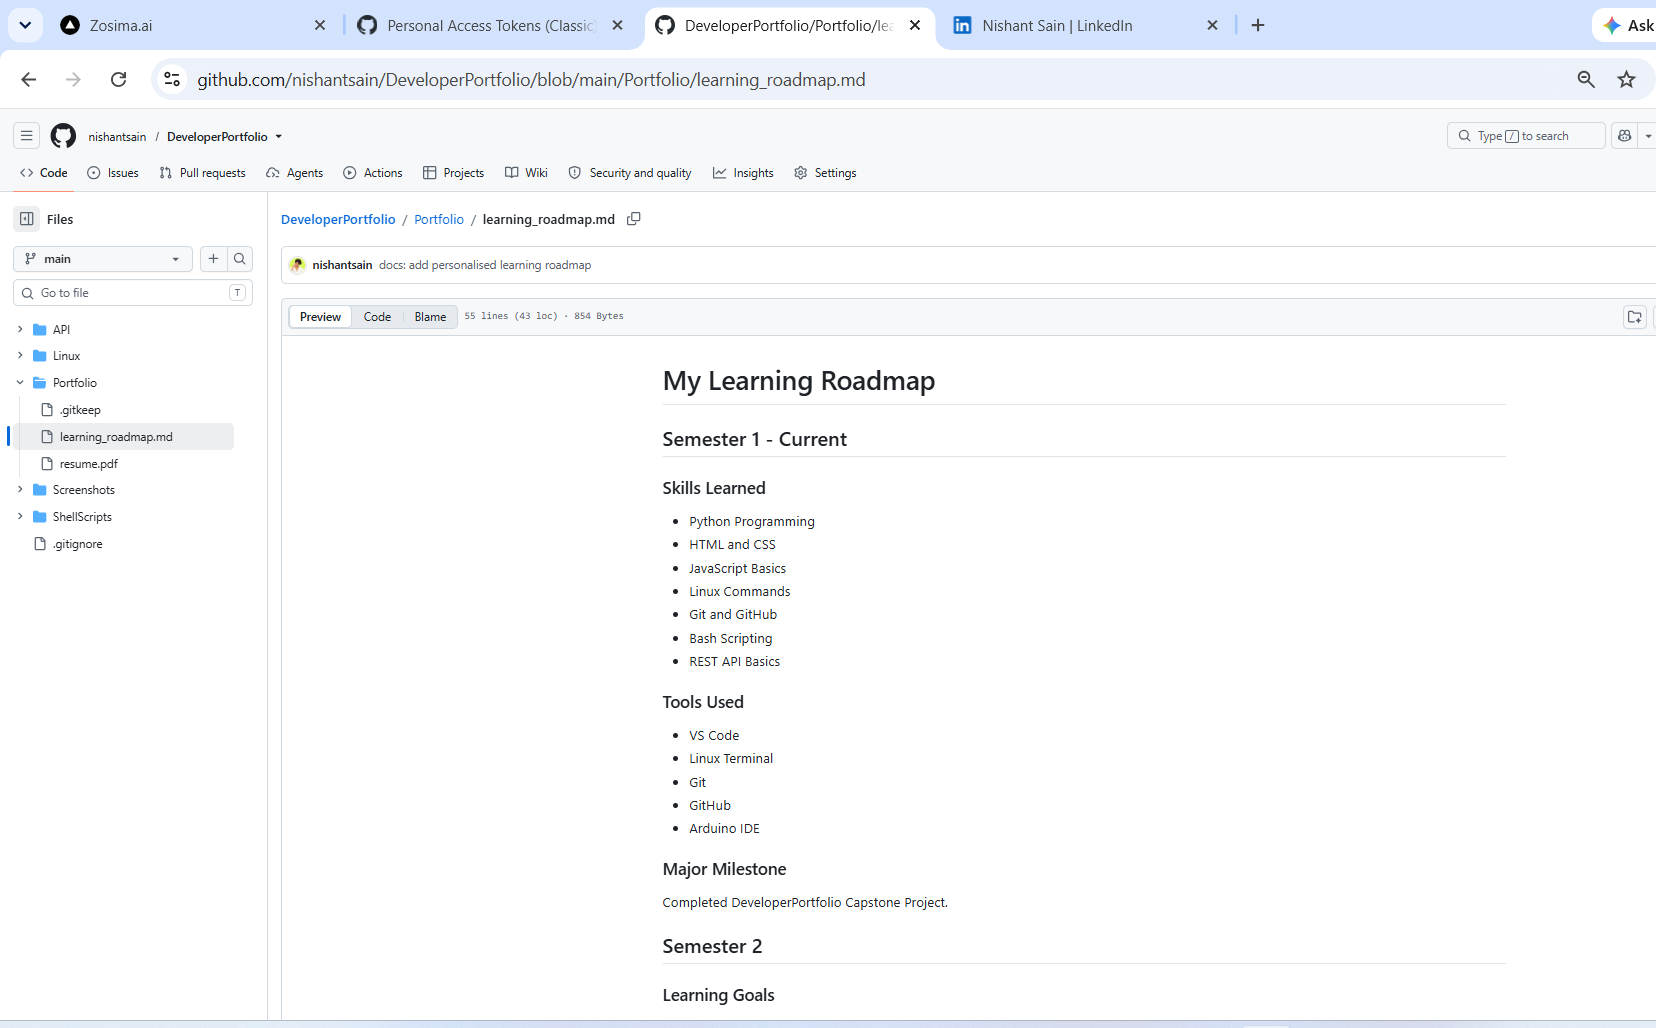 Zosima.ai
Personal Access Tokens (Classic)
DeveloperPortfolio/Portfolio/lea
Nishant Sain | LinkedIn
Ask
github.com/nishantsain/DeveloperPortfolio/blob/main/Portfolio/learning_roadmap.md
nishantsain / DeveloperPortfolio
Type / to search
Code
Issues
Pull requests
Agents
Actions
Projects
Wiki
Security and quality
Insights
Settings
Files
main
Go to file
T
API
Linux
Portfolio
.gitkeep
learning_roadmap.md
resume.pdf
Screenshots
ShellScripts
.gitignore
DeveloperPortfolio / Portfolio / learning_roadmap.md
nishantsain docs: add personalised learning roadmap
Preview
Code
Blame
55 lines (43 loc) · 854 Bytes
My Learning Roadmap
Semester 1 - Current
Skills Learned
Python Programming
HTML and CSS
JavaScript Basics
Linux Commands
Git and GitHub
Bash Scripting
REST API Basics
Tools Used
VS Code
Linux Terminal
Git
GitHub
Arduino IDE
Major Milestone
Completed DeveloperPortfolio Capstone Project.
Semester 2
Learning Goals